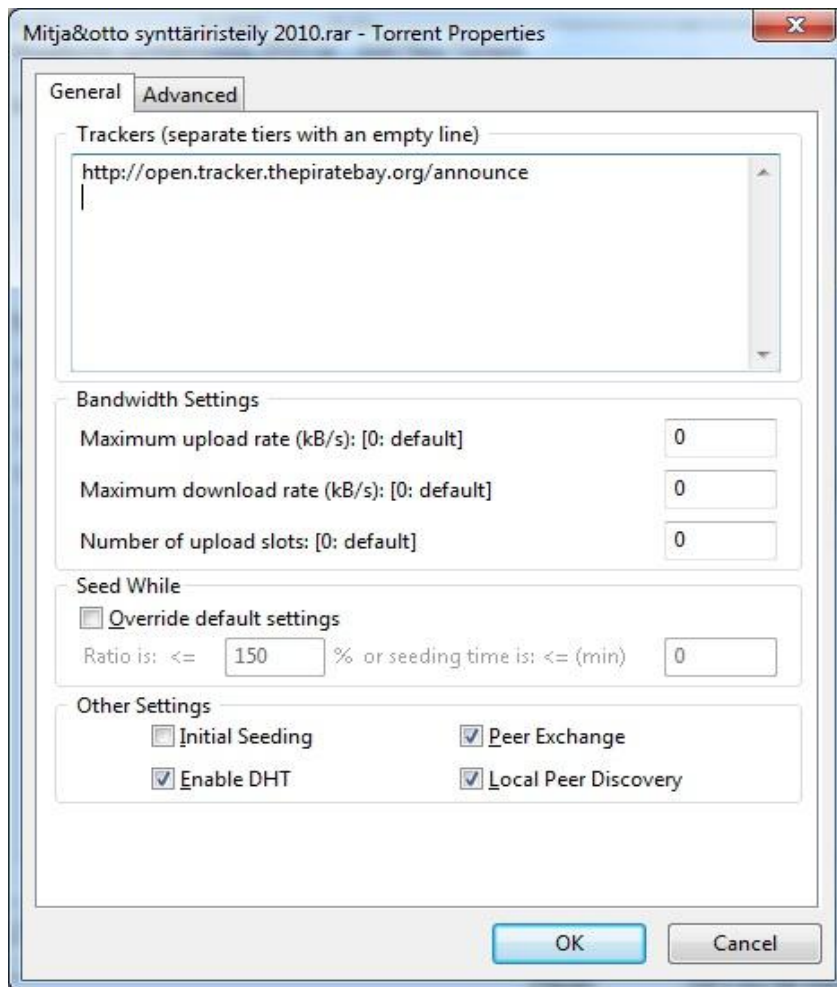 Mitja&otto synttäriristeily 2010.rar - Torrent Properties
General Advanced
Trackers (separate tiers with an empty line)
http://open.tracker.thepiratebay.org/announce
Bandwidth Settings
Maximum upload rate (kB/s): [0: default] 0
Maximum download rate (kB/s): [0: default] 0
Number of upload slots: [0: default] 0
Seed While
Override default settings
Ratio is: <= 150 % or seeding time is: <= (min) 0
Other Settings
Initial Seeding Peer Exchange
Enable DHT Local Peer Discovery
OK Cancel